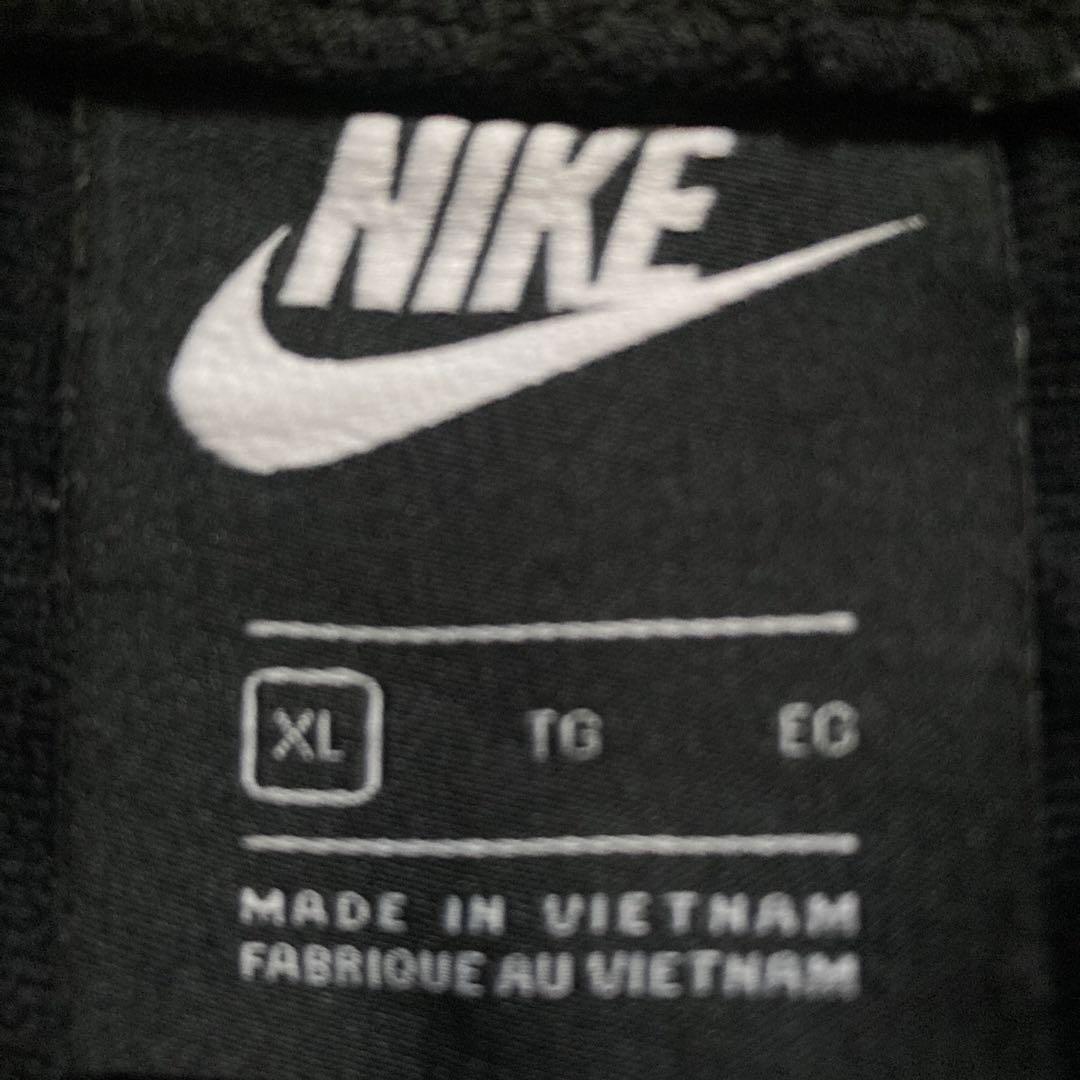 NIKE
XL TG EG
MADE IN VIETNAM
FABRIQUE AU VIETNAM